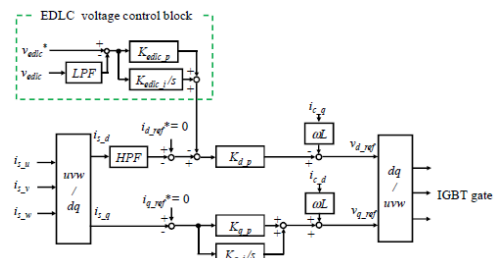 EDLC voltage control block
v_edlc*
v_edlc
LPF
+
-
K_edlc_p
K_edlc_i/s
+
+
i_c_q
ωL
i_s_u
i_s_v
i_s_w
uvw
/
dq
i_s_d
HPF
i_d_ref*= 0
+
-
-
+
K_d_p
-
+
v_d_ref
i_s_q
i_q_ref*= 0
+
-
K_q_p
K_q_i/s
+
+
i_c_d
ωL
+
+
v_q_ref
dq
/
uvw
IGBT gate